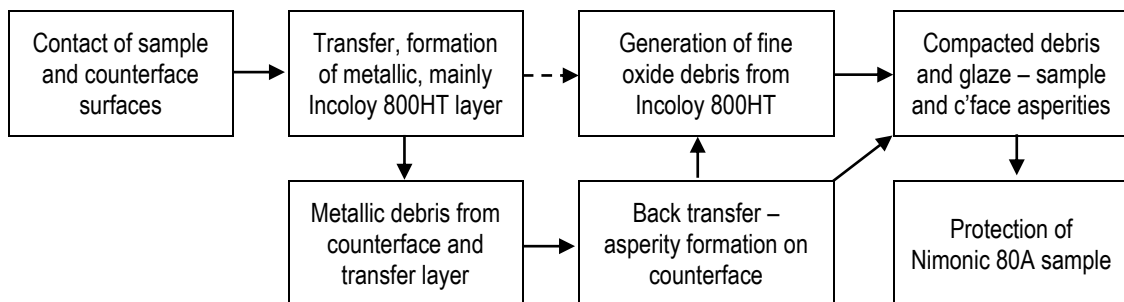 Contact of sample
and counterface
surfaces
Transfer, formation
of metallic, mainly
Incoloy 800HT layer
Generation of fine
oxide debris from
Incoloy 800HT
Compacted debris
and glaze – sample
and c'face asperities
Metallic debris from
counterface and
transfer layer
Back transfer –
asperity formation on
counterface
Protection of
Nimonic 80A sample